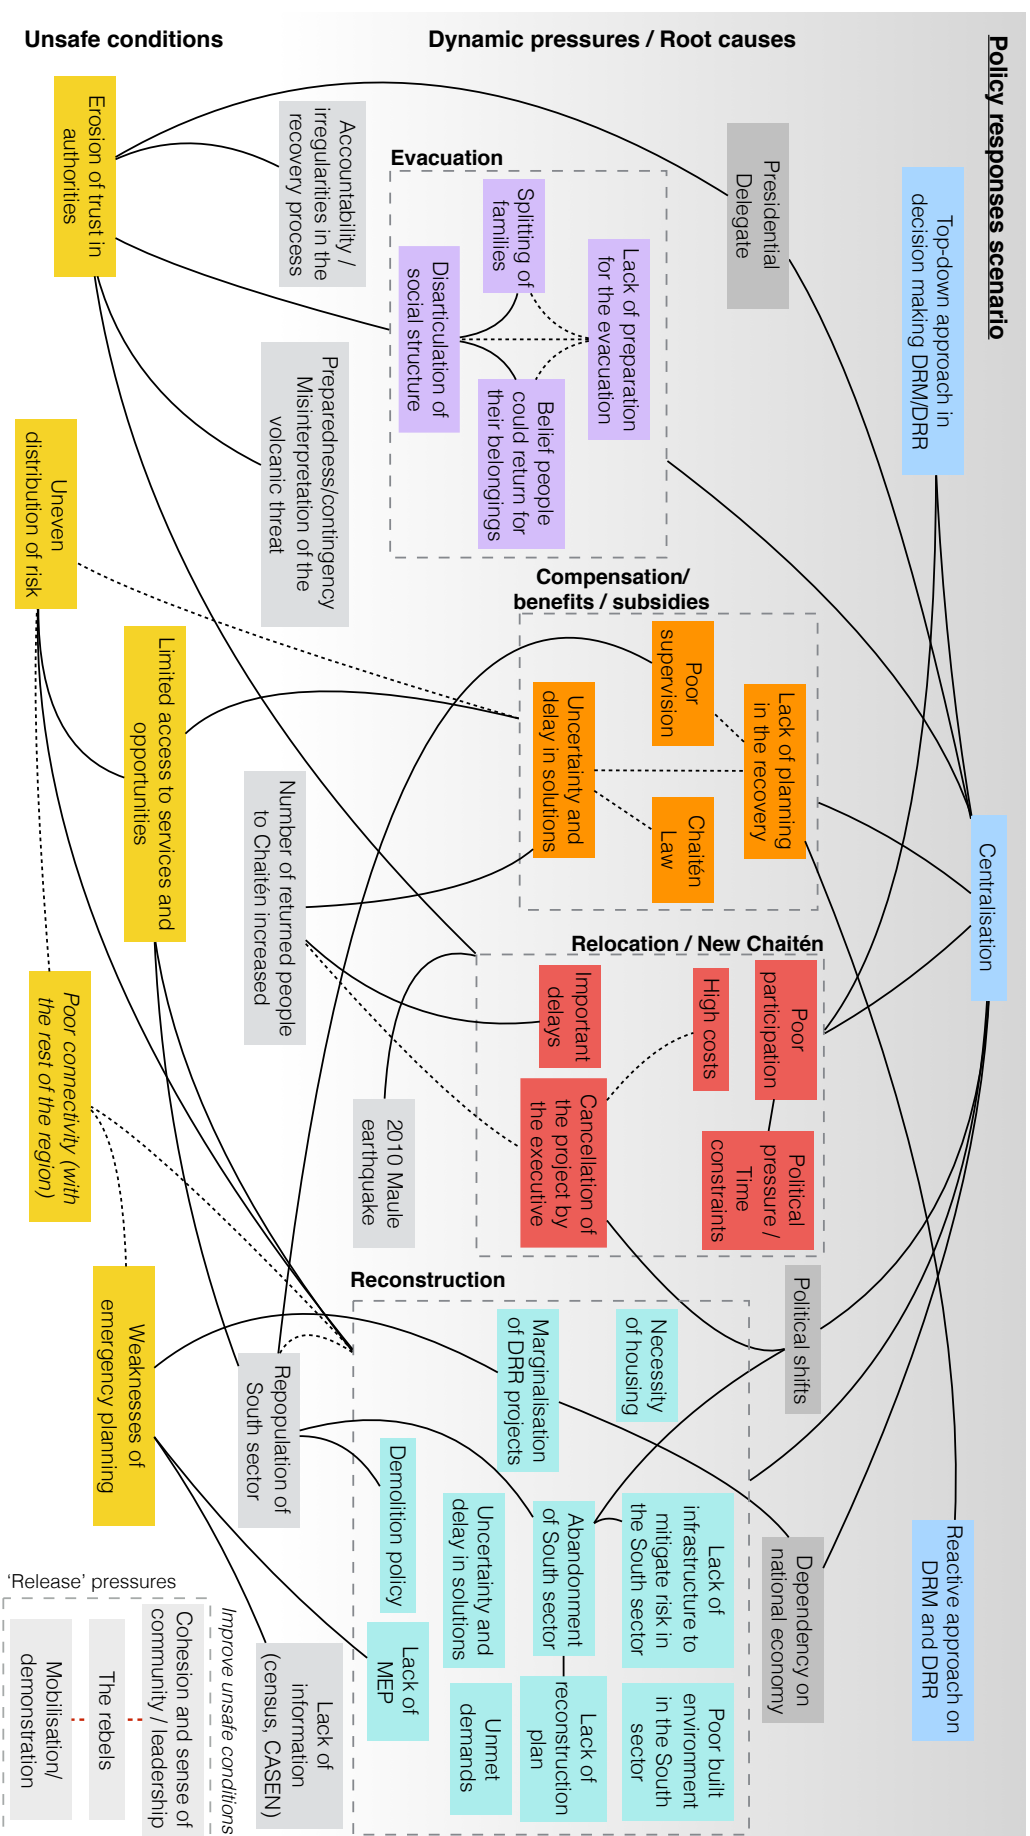 Policy responses scenario
Top-down approach in
decision making DRM/DRR
Centralisation
Reactive approach on
DRM and DRR
Dynamic pressures / Root causes
Presidential
Delegate
Political shifts
Dependency on
national economy
Evacuation
Lack of preparation
for the evacuation
Splitting of
families
Belief people
could return for
their belongings
Disarticulation of
social structure
Compensation/
benefits / subsidies
Lack of planning
in the recovery
Poor
supervision
Chaitén
Law
Uncertainty and
delay in solutions
Relocation / New Chaitén
Poor
participation
Political
pressure /
Time
constraints
High costs
Important
delays
Cancellation of
the project by
the executive
Reconstruction
Necessity
of housing
Lack of
infrastructure to
mitigate risk in
the South sector
Poor built
environment
in the South
sector
Marginalisation
of DRR projects
Abandonment
of South sector
Lack of
reconstruction
plan
Uncertainty and
delay in solutions
Unmet
demands
Demolition policy
Lack of
MEP
Accountability /
irregularities in the
recovery process
Preparedness/contingency
Misinterpretation of the
volcanic threat
Number of returned people
to Chaitén increased
2010 Maule
earthquake
Repopulation of
South sector
Lack of
information
(census, CASEN)
Unsafe conditions
Erosion of trust in
authorities
Uneven
distribution of risk
Limited access to services and
opportunities
Poor connectivity (with
the rest of the region)
Weaknesses of
emergency planning
Improve unsafe conditions
'Release' pressures
Cohesion and sense of
community / leadership
The rebels
Mobilisation/
demonstration